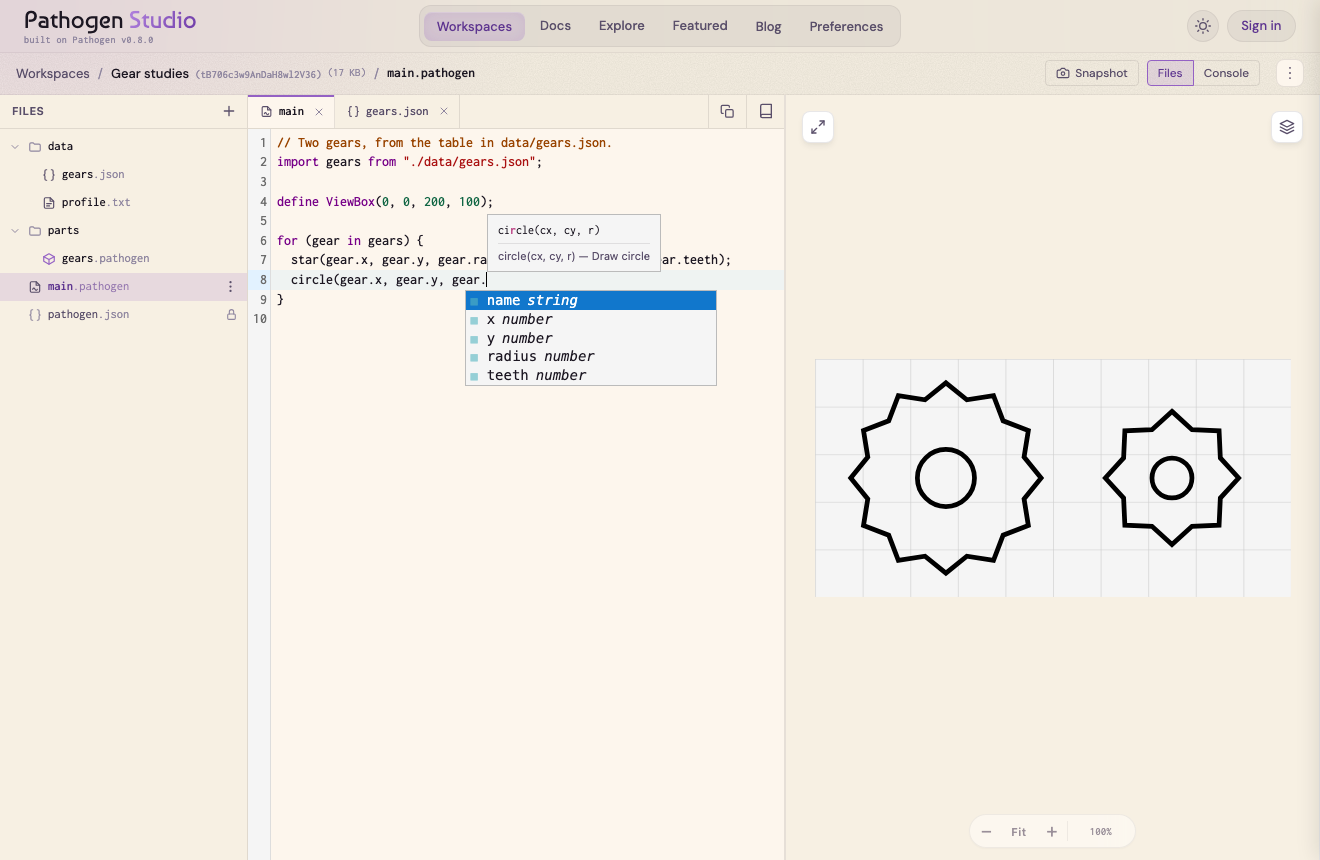 Pathogen Studio
built on Pathogen v0.8.0
Workspaces Docs Explore Featured Blog Preferences
Sign in
Workspaces / Gear studies (tB706c3w9AnDaH8wl2V36) (17 KB) / main.pathogen
Snapshot Files Console
FILES
data
gears.json
profile.txt
parts
gears.pathogen
main.pathogen
pathogen.json
main
{} gears.json
1 // Two gears, from the table in data/gears.json.
2 import gears from "./data/gears.json";
3
4 define ViewBox(0, 0, 200, 100);
5
6 for (gear in gears) {
7 star(gear.x, gear.y, gear.ra ar.teeth);
8 circle(gear.x, gear.y, gear.
9 }
10
circle(cx, cy, r)
circle(cx, cy, r) — Draw circle
name string
x number
y number
radius number
teeth number
Fit 100%